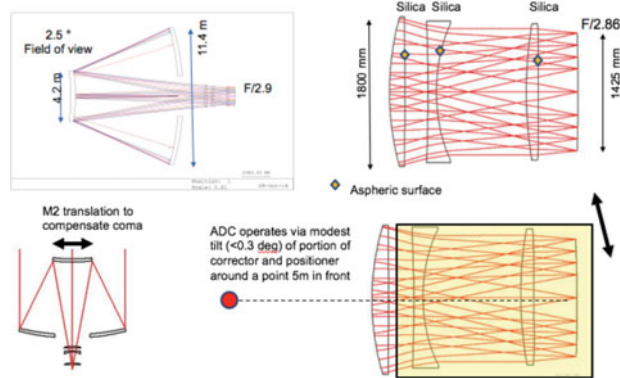 2.5 °
Field of view
4.2 m
11.4 m
F/2.9
Silica
Silica
Silica
F/2.86
1800 mm
1425 mm
Aspheric surface
M2 translation to
compensate coma
ADC operates via modest
tilt (<0.3 deg) of portion of
corrector and positioner
around a point 5m in front